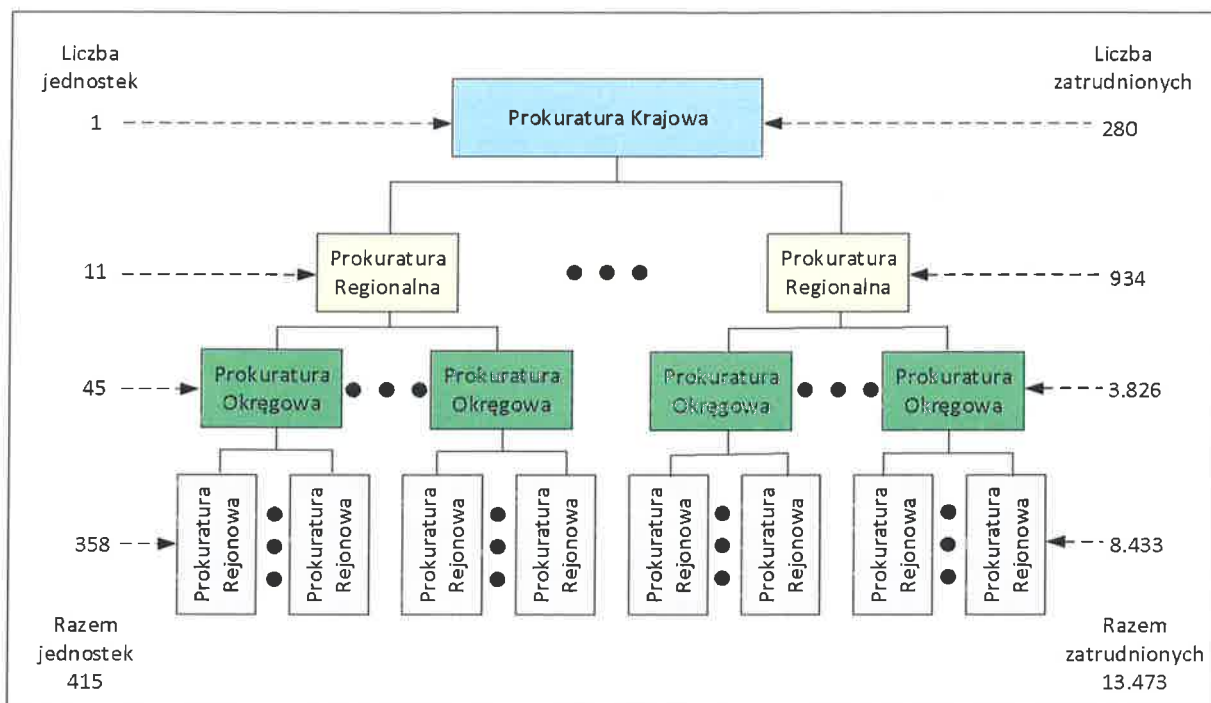 Liczba
jednostek
Liczba
zatrudnionych
1
Prokuratura Krajowa
280
11
Prokuratura
Regionalna
Prokuratura
Regionalna
934
45
Prokuratura
Okręgowa
Prokuratura
Okręgowa
Prokuratura
Okręgowa
Prokuratura
Okręgowa
3.826
358
Prokuratura
Rejonowa
Prokuratura
Rejonowa
Prokuratura
Rejonowa
Prokuratura
Rejonowa
Prokuratura
Rejonowa
Prokuratura
Rejonowa
Prokuratura
Rejonowa
Prokuratura
Rejonowa
8.433
Razem
jednostek
415
Razem
zatrudnionych
13.473